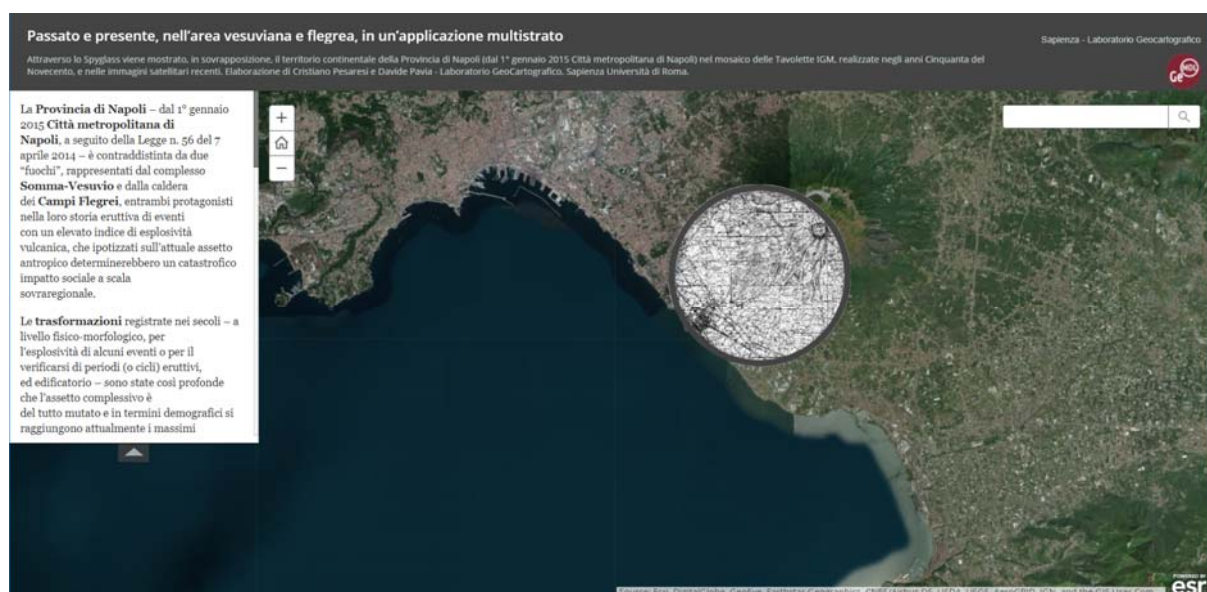 Passato e presente, nell'area vesuviana e flegrea, in un'applicazione multistrato
Sapienza - Laboratorio Geocartografico
Attraverso lo Spyglass viene mostrato, in sovrapposizione, il territorio continentale della Provincia di Napoli (dal 1° gennaio 2015 Città metropolitana di Napoli) nel mosaico delle Tavolette IGM, realizzate negli anni Cinquanta del
Novecento, e nelle immagini satellitari recenti. Elaborazione di Cristiano Pesaresi e Davide Pavia - Laboratorio GeoCartografico, Sapienza Università di Roma.
La Provincia di Napoli – dal 1° gennaio
2015 Città metropolitana di
Napoli, a seguito della Legge n. 56 del 7
aprile 2014 – è contraddistinta da due
“fuochi”, rappresentati dal complesso
Somma-Vesuvio e dalla caldera
dei Campi Flegrei, entrambi protagonisti
nella loro storia eruttiva di eventi
con un elevato indice di esplosività
vulcanica, che ipotizzati sull'attuale assetto
antropico determinerebbero un catastrofico
impatto sociale a scala
sovraregionale.
Le trasformazioni registrate nei secoli – a
livello fisico-morfologico, per
l'esplosività di alcuni eventi o per il
verificarsi di periodi (o cicli) eruttivi,
ed edificatorio – sono state così profonde
che l'assetto complessivo è
del tutto mutato e in termini demografici si
raggiungono attualmente i massimi
POWERED BY
esri